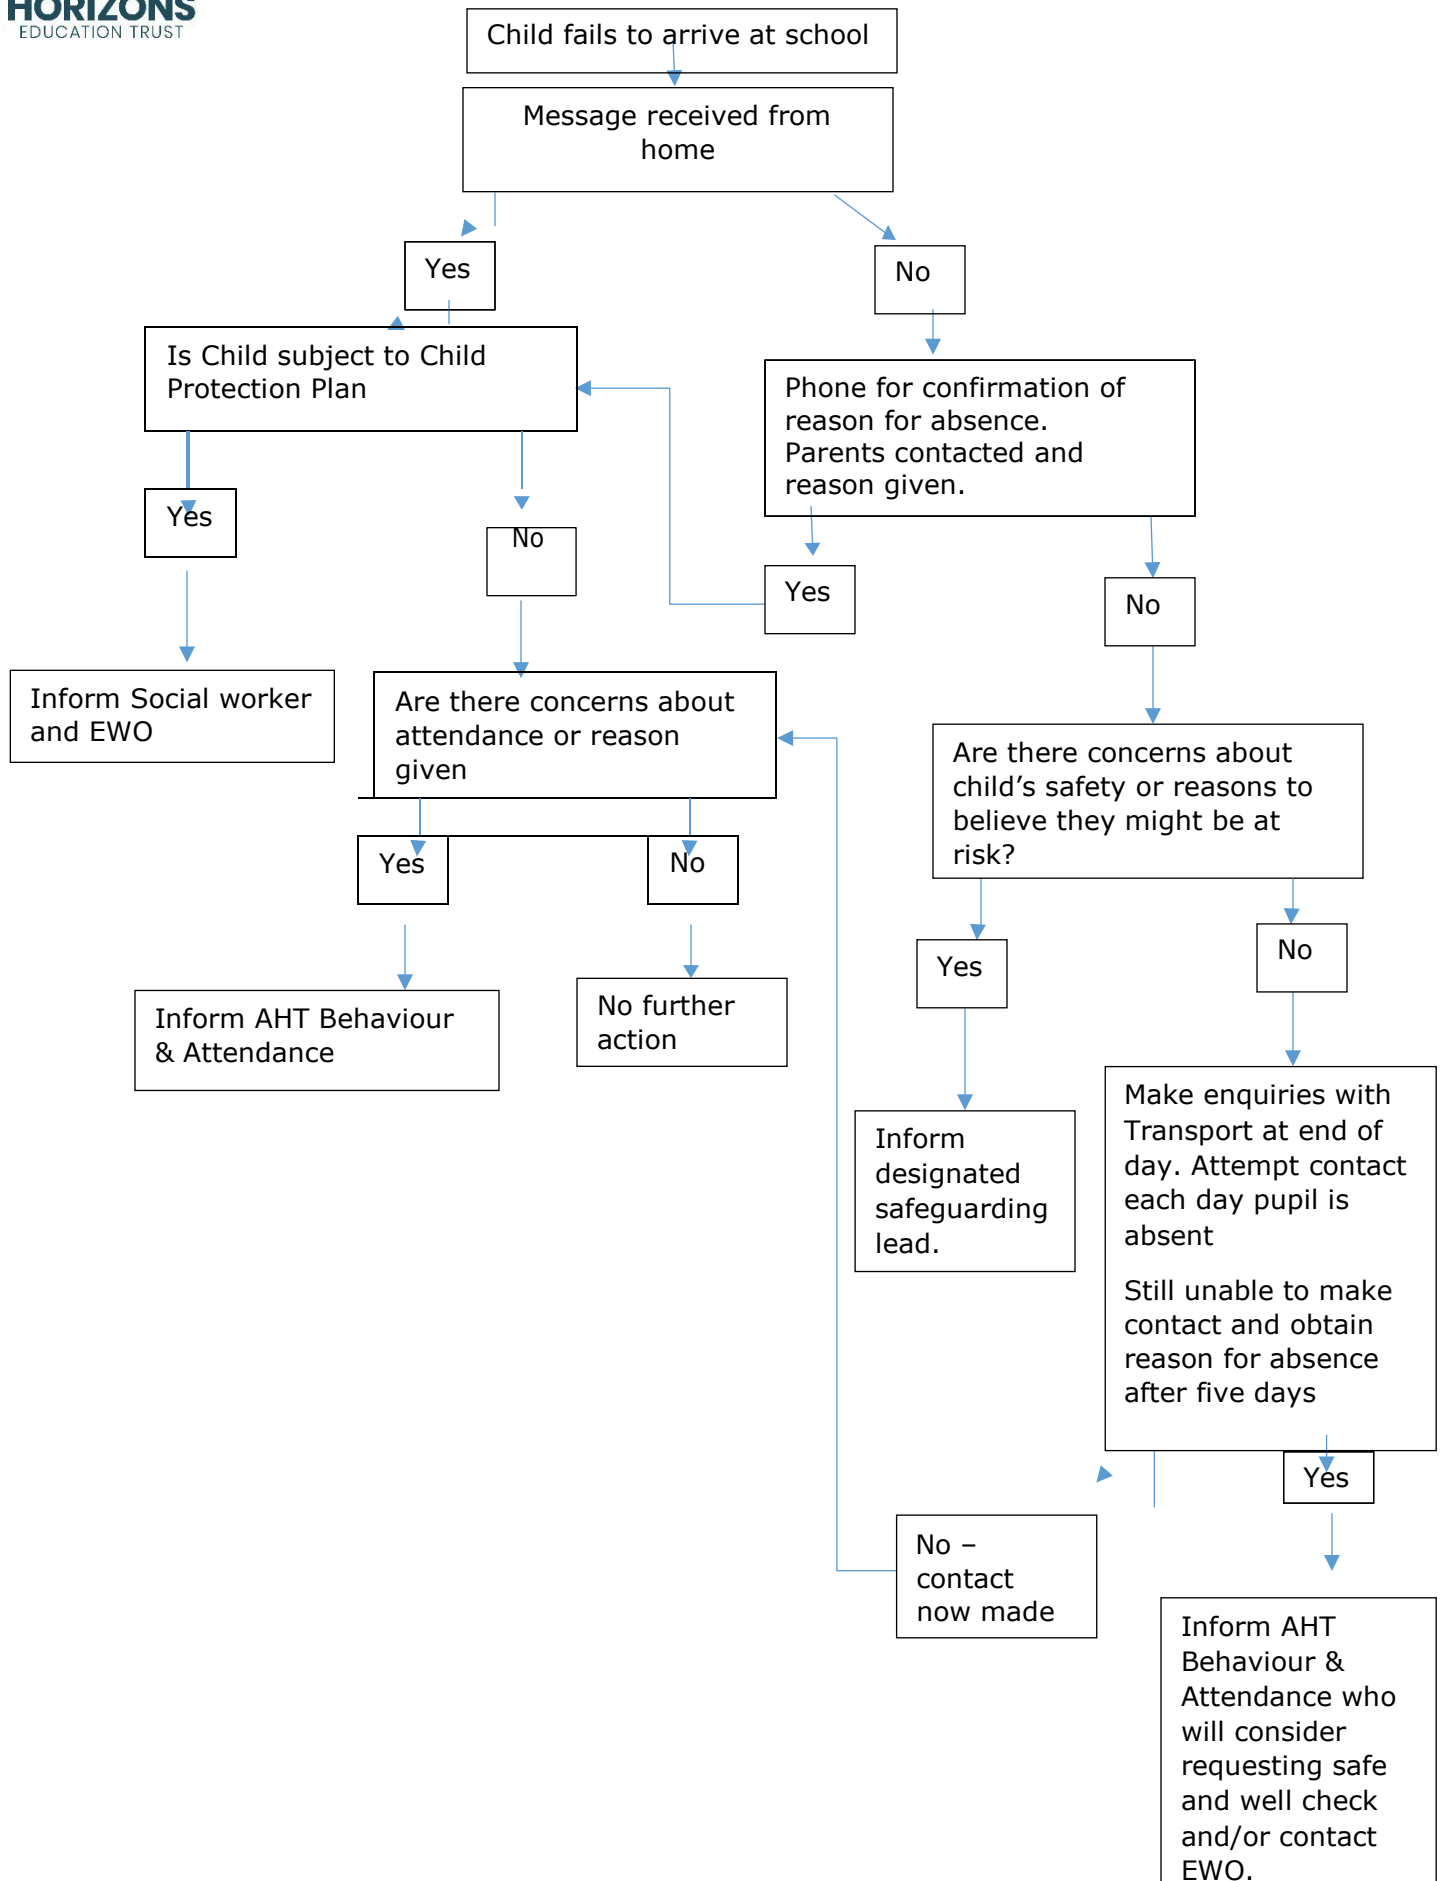 HORIZONS
EDUCATION TRUST
Child fails to arrive at school
Message received from
home
Yes
No
Is Child subject to Child
Protection Plan
Phone for confirmation of
reason for absence.
Parents contacted and
reason given.
Yes
No
Yes
No
Inform Social worker
and EWO
Are there concerns about
attendance or reason
given
Are there concerns about
child’s safety or reasons to
believe they might be at
risk?
Yes
No
Yes
No
Inform AHT Behaviour
& Attendance
No further
action
Inform
designated
safeguarding
lead.
Make enquiries with
Transport at end of
day. Attempt contact
each day pupil is
absent
Still unable to make
contact and obtain
reason for absence
after five days
Yes
No –
contact
now made
Inform AHT
Behaviour &
Attendance who
will consider
requesting safe
and well check
and/or contact
EWO.